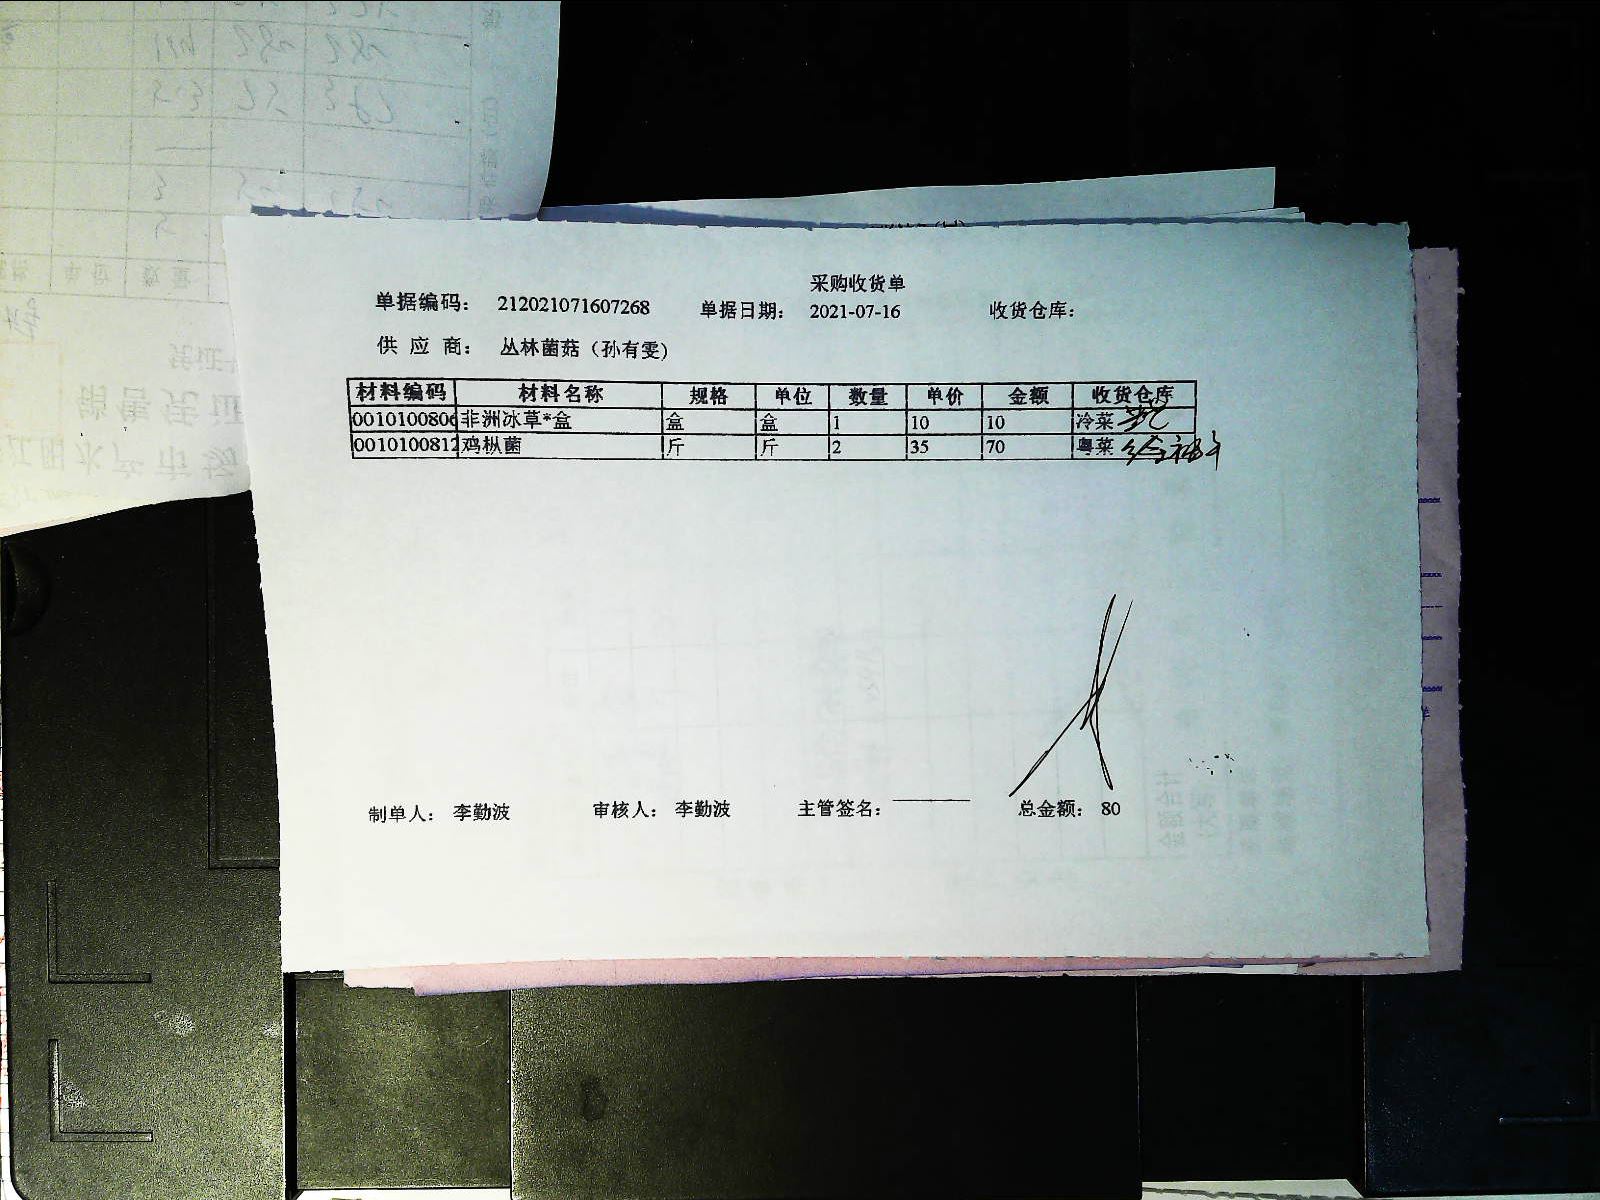 采购收货单
单据编码： 212021071607268 单据日期： 2021-07-16 收货仓库：
供 应 商： 丛林菌菇（孙有雯）
材料编码 材料名称 规格 单位 数量 单价 金额 收货仓库
0010100806 非洲冰草*盒 盒 盒 1 10 10 冷菜
0010100812 鸡枞菌 斤 斤 2 35 70 粤菜
制单人： 李勤波 审核人： 李勤波 主管签名： 总金额： 80